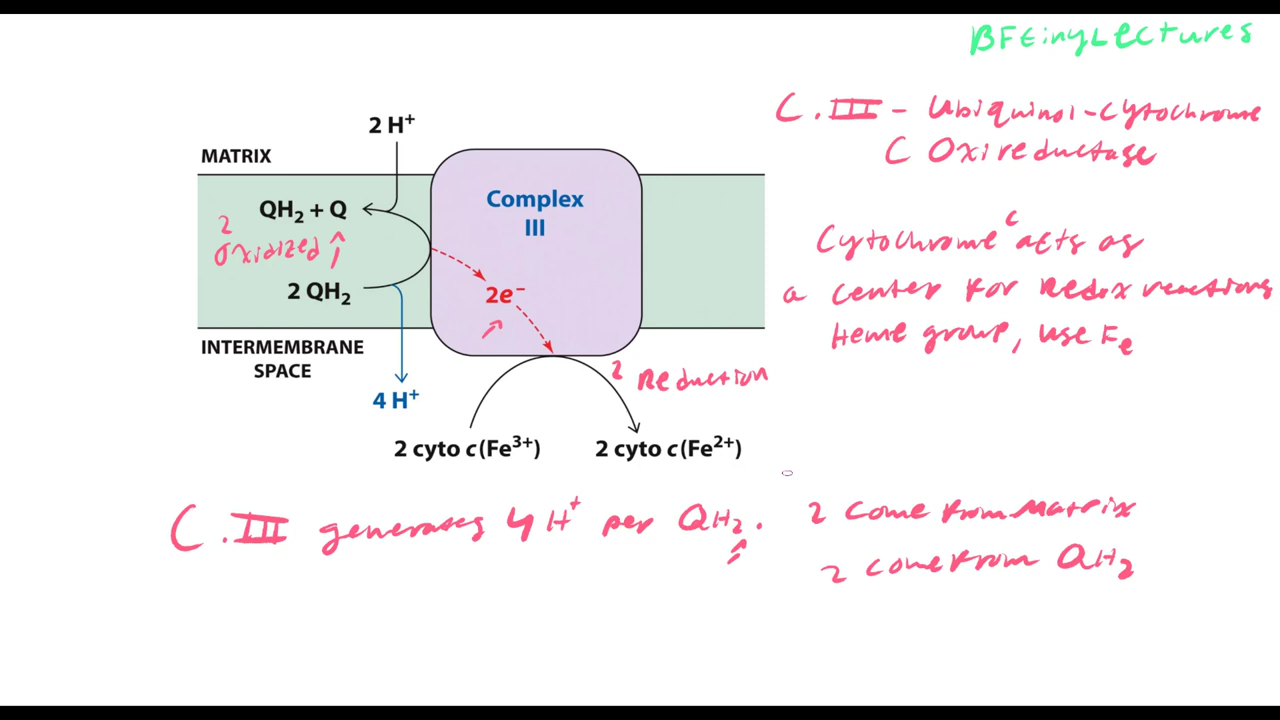 BFtinyLectures
C.III - Ubiquinol-Cytochrome
C Oxireductase
2 H+
MATRIX
Complex
III
QH2 + Q
2
oxidized
2 QH2
2e−
Cytochrome c acts as
a center for Redox reactions
Heme group, use Fe
INTERMEMBRANE
SPACE
4 H+
2 Reduction
2 cyto c(Fe3+)
2 cyto c(Fe2+)
C.III generates 4H+ per QH2.
2 come from matrix
2 come from QH2